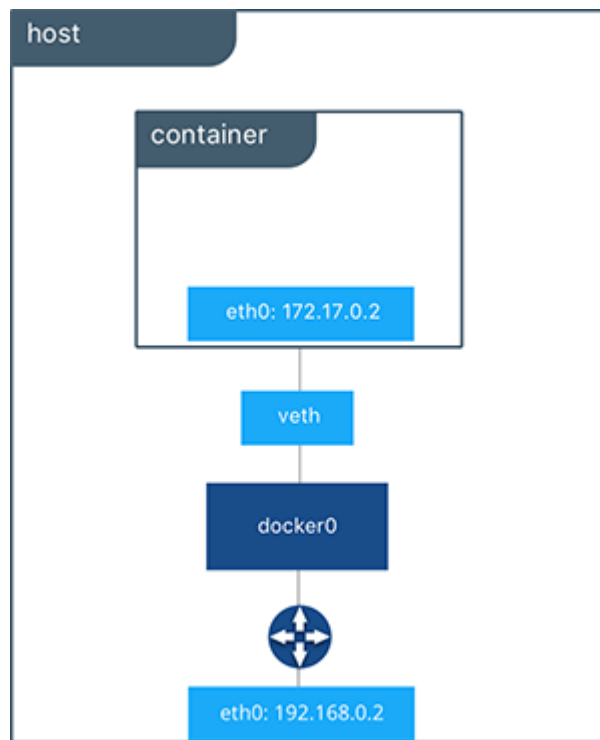 host
container
eth0: 172.17.0.2
veth
docker0
eth0: 192.168.0.2